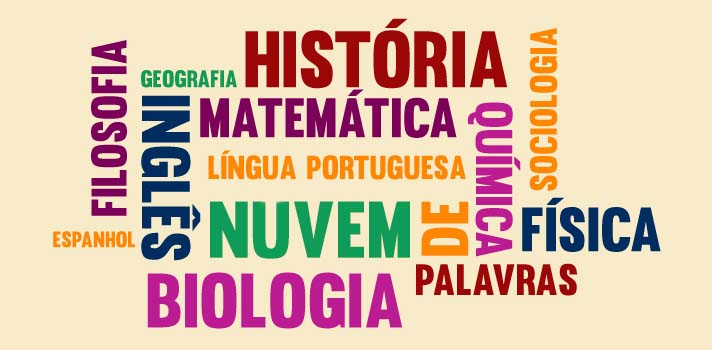 FILOSOFIA
GEOGRAFIA
HISTÓRIA
SOCIOLOGIA
INGLÊS
MATEMÁTICA
QUÍMICA
LÍNGUA PORTUGUESA
ESPANHOL
NUVEM
DE
FÍSICA
BIOLOGIA
PALAVRAS